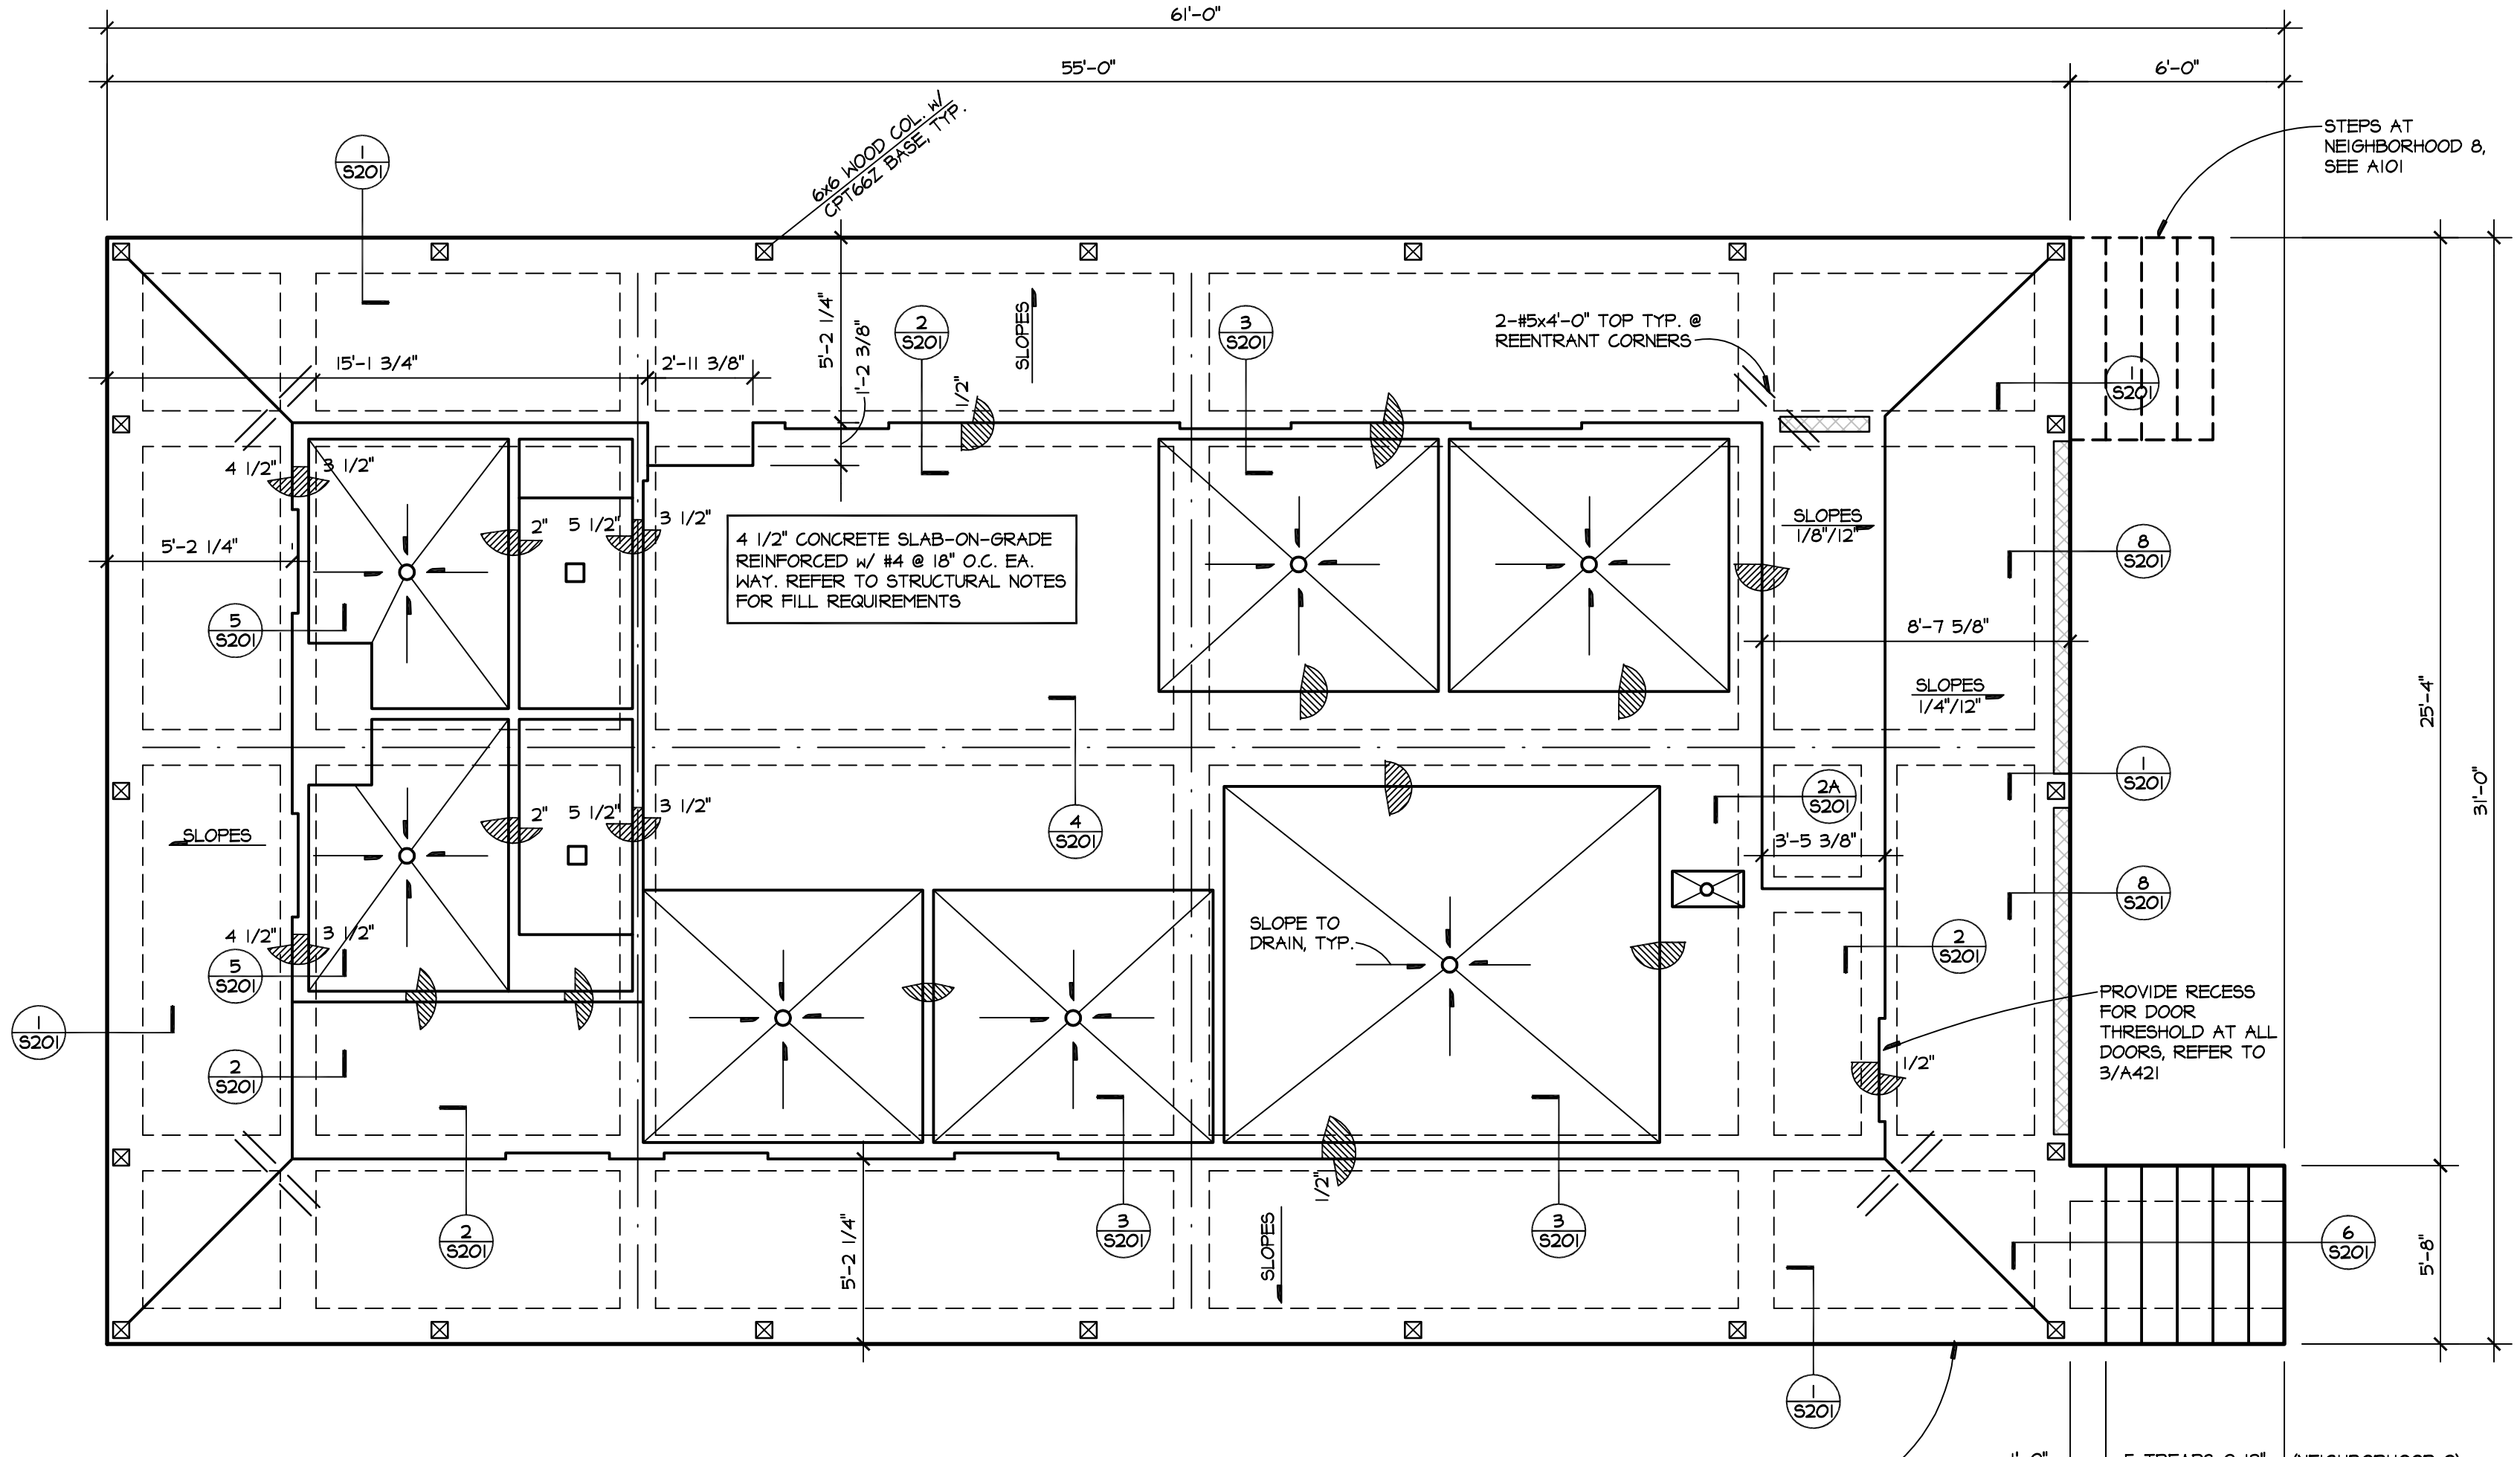 61'-0"
55'-0"
6'-0"
6x6 WOOD COL. W/
CPT66Z BASE, TYP.
STEPS AT
NEIGHBORHOOD 8,
SEE A101
1
S201
5'-2 1/4"
1'-2 3/8"
2
S201
SLOPES
3
S201
2-#5x4'-0" TOP TYP. @
REENTRANT CORNERS
15'-1 3/4"
2'-11 3/8"
1/2"
1
S201
4 1/2"
3 1/2"
2"
5 1/2"
3 1/2"
5'-2 1/4"
4 1/2" CONCRETE SLAB-ON-GRADE
REINFORCED W/ #4 @ 18" O.C. EA.
WAY. REFER TO STRUCTURAL NOTES
FOR FILL REQUIREMENTS
SLOPES
1/8"/12"
8
S201
5
S201
8'-7 5/8"
SLOPES
1/4"/12"
25'-4"
31'-0"
1
S201
2A
S201
2"
5 1/2"
3 1/2"
SLOPES
4
S201
3'-5 3/8"
8
S201
4 1/2"
3 1/2"
SLOPE TO
DRAIN, TYP.
2
S201
5
S201
1
S201
PROVIDE RECESS
FOR DOOR
THRESHOLD AT ALL
DOORS, REFER TO
3/A421
2
S201
1/2"
1/2"
2
S201
5'-2 1/4"
3
S201
SLOPES
3
S201
6
S201
5'-8"
1
S201